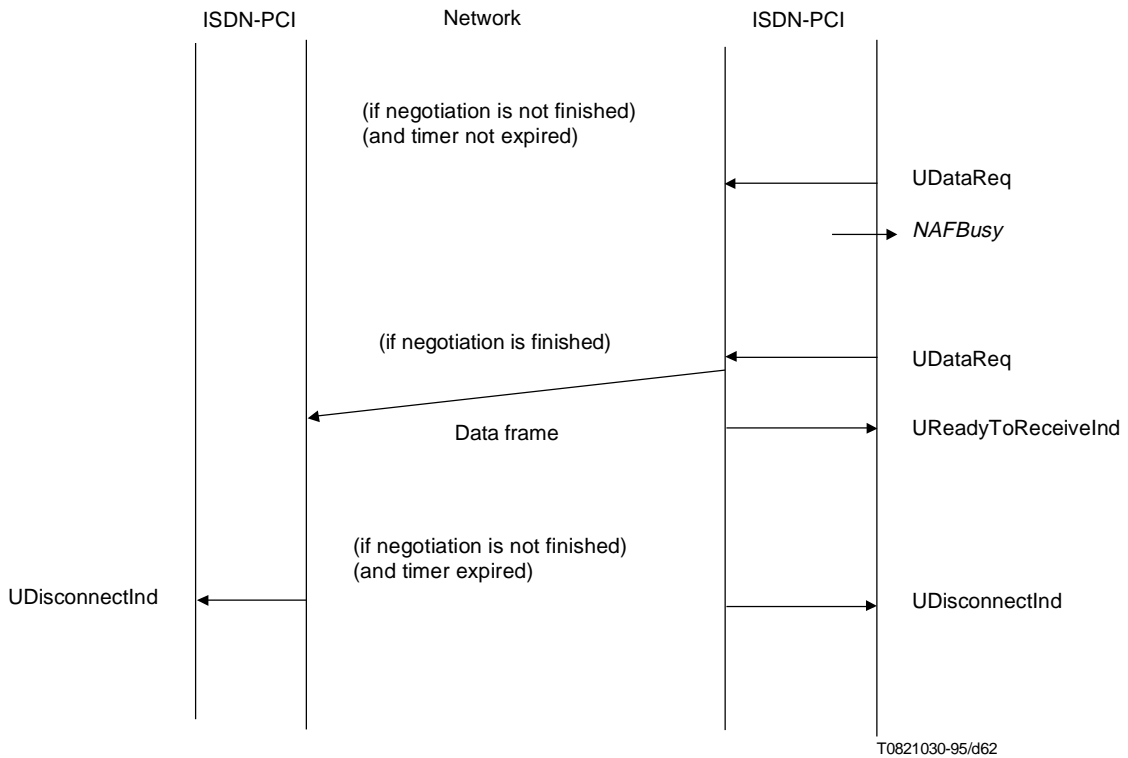 ISDN-PCI
Network
ISDN-PCI
(if negotiation is not finished)
(and timer not expired)
UDataReq
NAFBusy
(if negotiation is finished)
UDataReq
Data frame
UReadyToReceiveInd
(if negotiation is not finished)
(and timer expired)
UDisconnectInd
UDisconnectInd
T0821030-95/d62